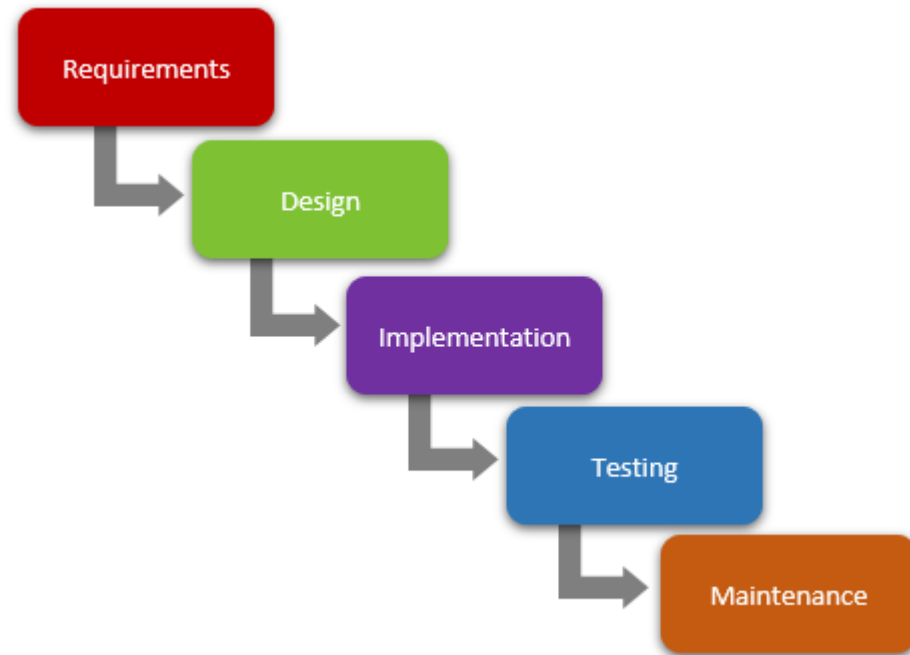 Requirements
Design
Implementation
Testing
Maintenance